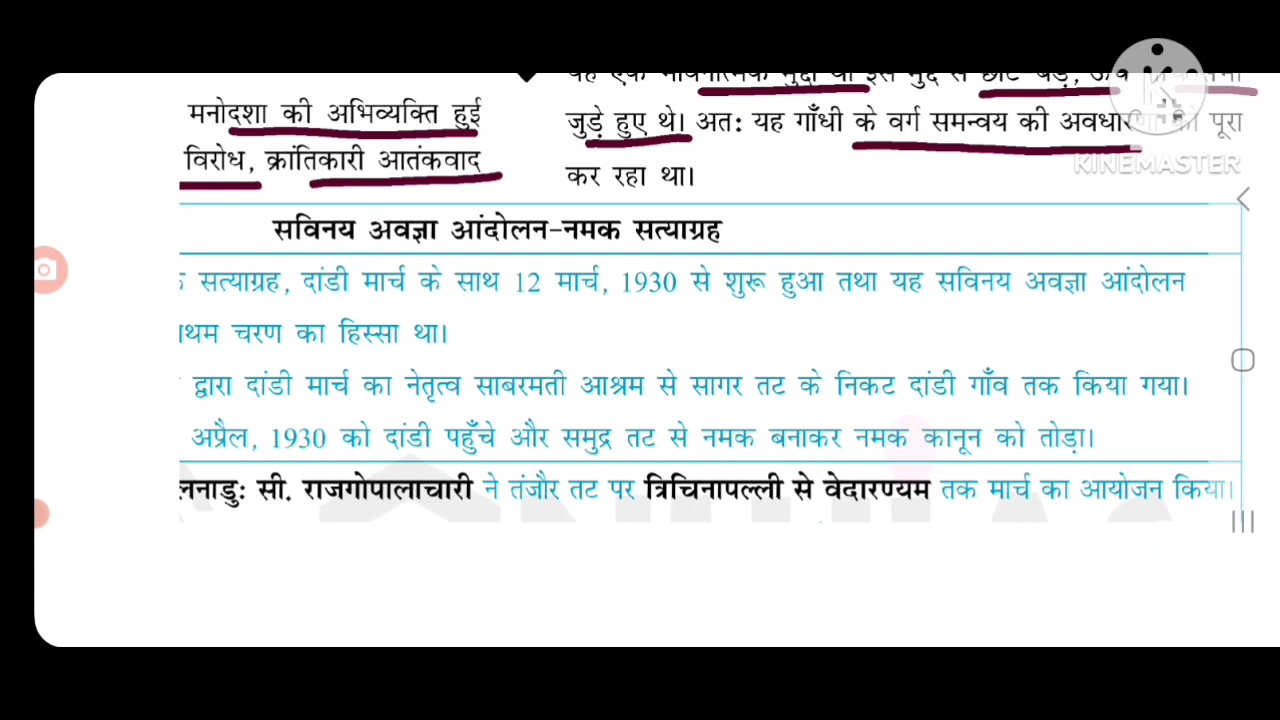 मनोदशा की अभिव्यक्ति हुई
विरोध, क्रांतिकारी आतंकवाद
जुड़े हुए थे। अतः यह गाँधी के वर्ग समन्वय की पूरा
कर रहा था।
KINEMASTER
सविनय अवज्ञा आंदोलन-नमक सत्याग्रह
सत्याग्रह, दांडी मार्च के साथ 12 मार्च, 1930 से शुरू हुआ तथा यह सविनय अवज्ञा आंदोलन
चरण का हिस्सा था।
द्वारा दांडी मार्च का नेतृत्व साबरमती आश्रम से सागर तट के निकट दांडी गाँव तक किया गया।
अप्रैल, 1930 को दांडी पहुँचे और समुद्र तट से नमक बनाकर नमक कानून को तोड़ा।
लनाडुः सी. राजगोपालाचारी ने तंजौर तट पर त्रिचिनापल्ली से वेदारण्यम तक मार्च का आयोजन किया।